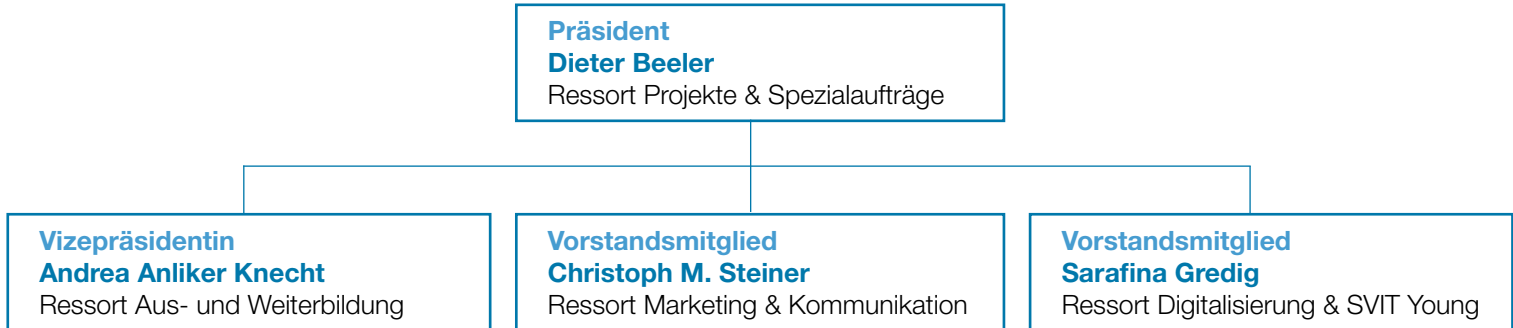 Präsident
Dieter Beeler
Ressort Projekte & Spezialaufträge
Vizepräsidentin
Andrea Anliker Knecht
Ressort Aus- und Weiterbildung
Vorstandsmitglied
Christoph M. Steiner
Ressort Marketing & Kommunikation
Vorstandsmitglied
Sarafina Gredig
Ressort Digitalisierung & SVIT Young